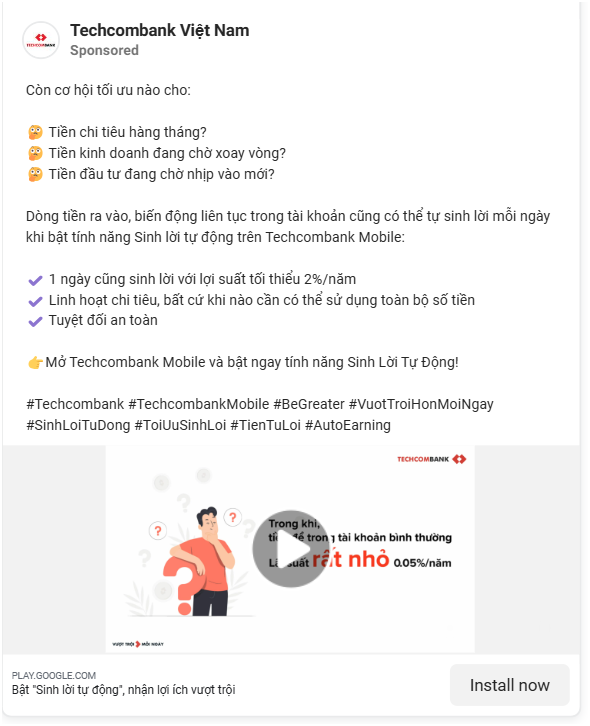 TECHCOMBANK
Techcombank Việt Nam
Sponsored
Còn cơ hội tối ưu nào cho:
🤔 Tiền chi tiêu hàng tháng?
🤔 Tiền kinh doanh đang chờ xoay vòng?
🤔 Tiền đầu tư đang chờ nhịp vào mới?
Dòng tiền ra vào, biến động liên tục trong tài khoản cũng có thể tự sinh lời mỗi ngày
khi bật tính năng Sinh lời tự động trên Techcombank Mobile:
✔ 1 ngày cũng sinh lời với lợi suất tối thiểu 2%/năm
✔ Linh hoạt chi tiêu, bất cứ khi nào cần có thể sử dụng toàn bộ số tiền
✔ Tuyệt đối an toàn
👉Mở Techcombank Mobile và bật ngay tính năng Sinh Lời Tự Động!
#Techcombank #TechcombankMobile #BeGreater #VuotTroiHonMoiNgay
#SinhLoiTuDong #ToiUuSinhLoi #TienTuLoi #AutoEarning
TECHCOMBANK
? ? ? ? ?
Trong khi,
để trong tài khoản bình thường
suất rất nhỏ 0.05%/năm
VƯỢT TRỘI MỖI NGÀY
PLAY.GOOGLE.COM
Bật "Sinh lời tự động", nhận lợi ích vượt trội
Install now